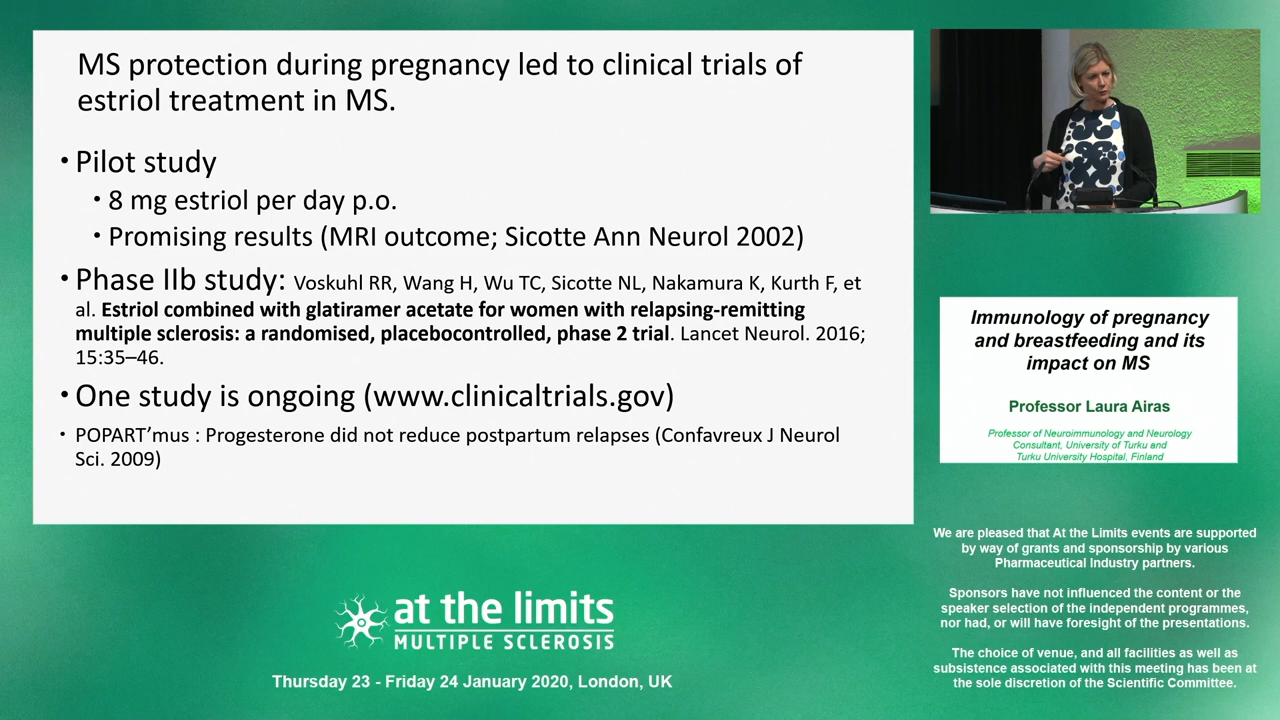 MS protection during pregnancy led to clinical trials of
estriol treatment in MS.
• Pilot study
• 8 mg estriol per day p.o.
• Promising results (MRI outcome; Sicotte Ann Neurol 2002)
• Phase IIb study: Voskuhl RR, Wang H, Wu TC, Sicotte NL, Nakamura K, Kurth F, et
al. Estriol combined with glatiramer acetate for women with relapsing-remitting
multiple sclerosis: a randomised, placebocontrolled, phase 2 trial. Lancet Neurol. 2016;
15:35–46.
• One study is ongoing (www.clinicaltrials.gov)
• POPART’mus : Progesterone did not reduce postpartum relapses (Confavreux J Neurol
Sci. 2009)
Immunology of pregnancy
and breastfeeding and its
impact on MS
Professor Laura Airas
Professor of Neuroimmunology and Neurology
Consultant, University of Turku and
Turku University Hospital, Finland
We are pleased that At the Limits events are supported
by way of grants and sponsorship by various
Pharmaceutical Industry partners.
Sponsors have not influenced the content or the
speaker selection of the independent programmes,
nor had, or will have foresight of the presentations.
The choice of venue, and all facilities as well as
subsistence associated with this meeting has been at
the sole discretion of the Scientific Committee.
at the limits
MULTIPLE SCLEROSIS
Thursday 23 - Friday 24 January 2020, London, UK